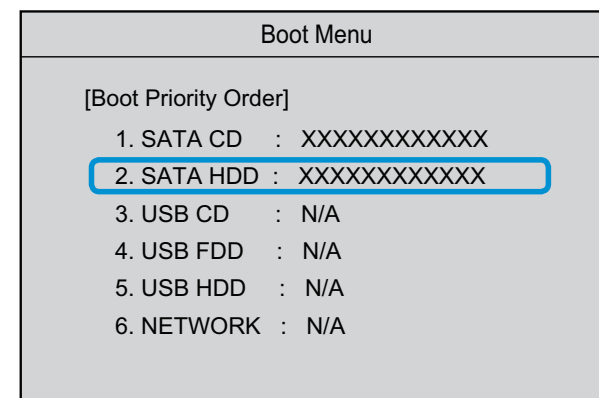 Boot Menu
[Boot Priority Order]
1. SATA CD : XXXXXXXXXXXX
2. SATA HDD : XXXXXXXXXXXX
3. USB CD : N/A
4. USB FDD : N/A
5. USB HDD : N/A
6. NETWORK : N/A